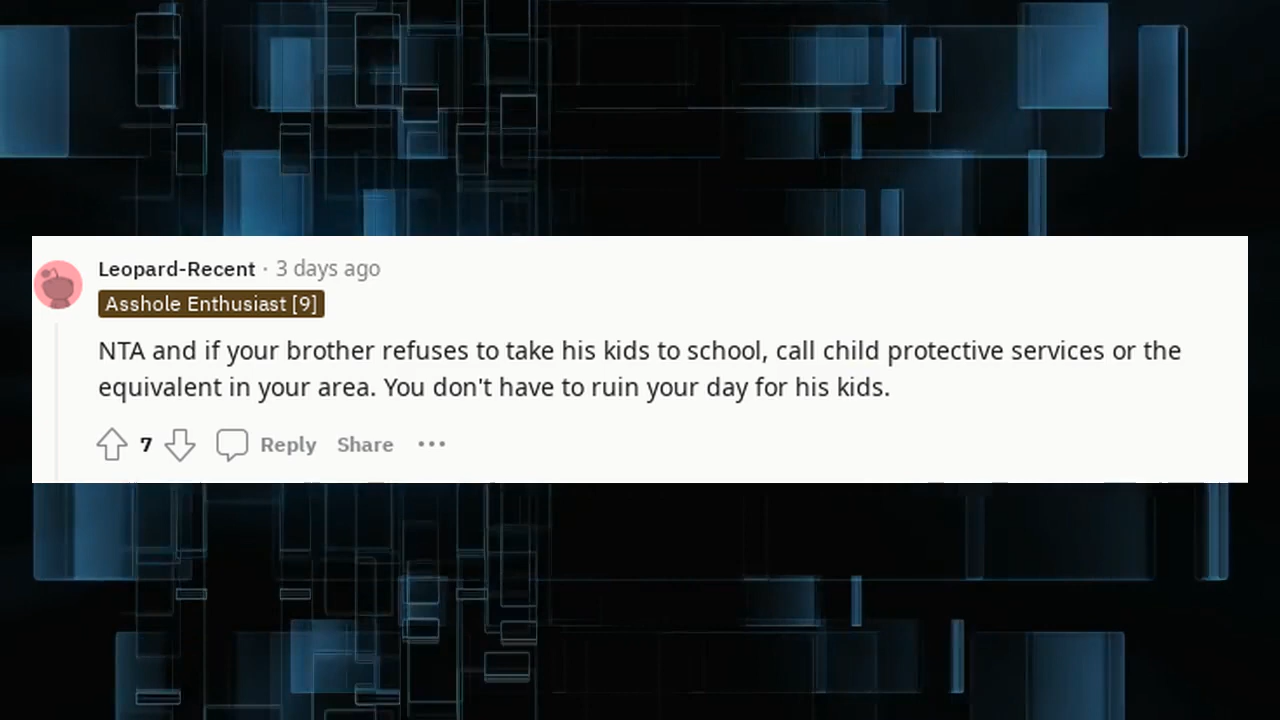 Leopard-Recent · 3 days ago
Asshole Enthusiast [9]
NTA and if your brother refuses to take his kids to school, call child protective services or the
equivalent in your area. You don't have to ruin your day for his kids.
7 Reply Share ···